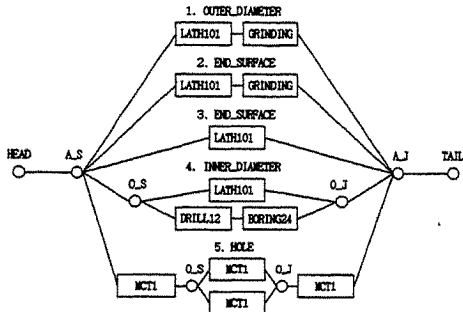 1. OUTER_DIAMETER
LATH101 GRINDING
2. END_SURFACE
LATH101 GRINDING
3. END_SURFACE
LATH101
HEAD A_S A_J TAIL
4. INNER_DIAMETER
O_S LATH101 O_J
DRILL12 BORING24
5. HOLE
MCT1 O_S MCT1 O_J MCT1
MCT1